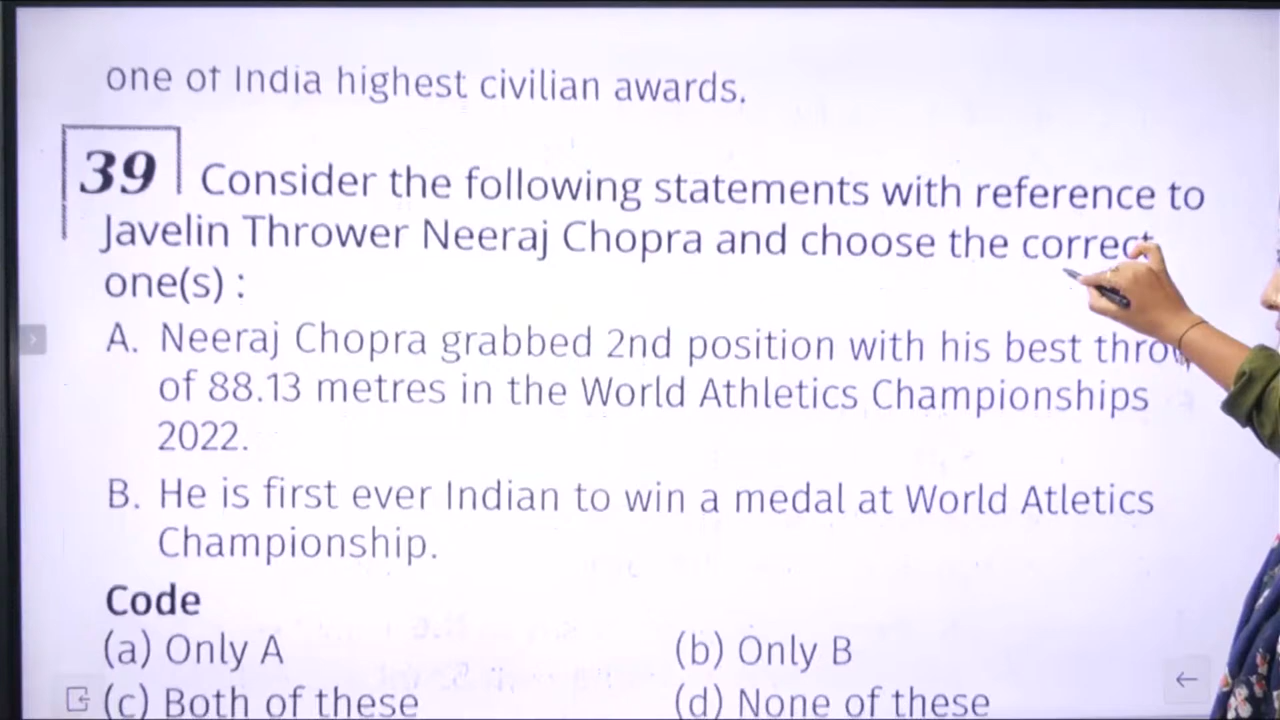 one of India highest civilian awards.
39 Consider the following statements with reference to
Javelin Thrower Neeraj Chopra and choose the correct
one(s) :
A. Neeraj Chopra grabbed 2nd position with his best throw
of 88.13 metres in the World Athletics Championships
2022.
B. He is first ever Indian to win a medal at World Atletics
Championship.
Code
(a) Only A (b) Only B
(c) Both of these (d) None of these